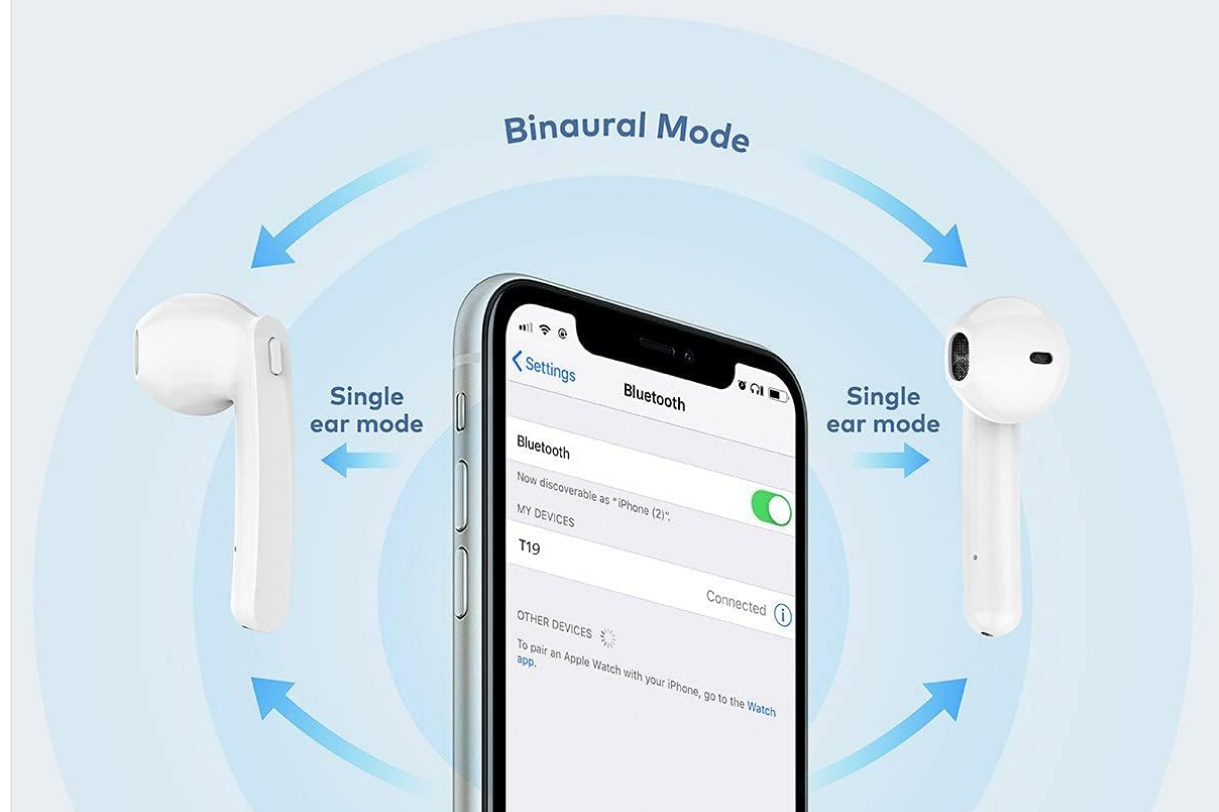 Binaural Mode
Single
ear mode
Single
ear mode
Settings
Bluetooth
Bluetooth
Now discoverable as "iPhone (2)".
MY DEVICES
T19
Connected
OTHER DEVICES
To pair an Apple Watch with your iPhone, go to the Watch
app.